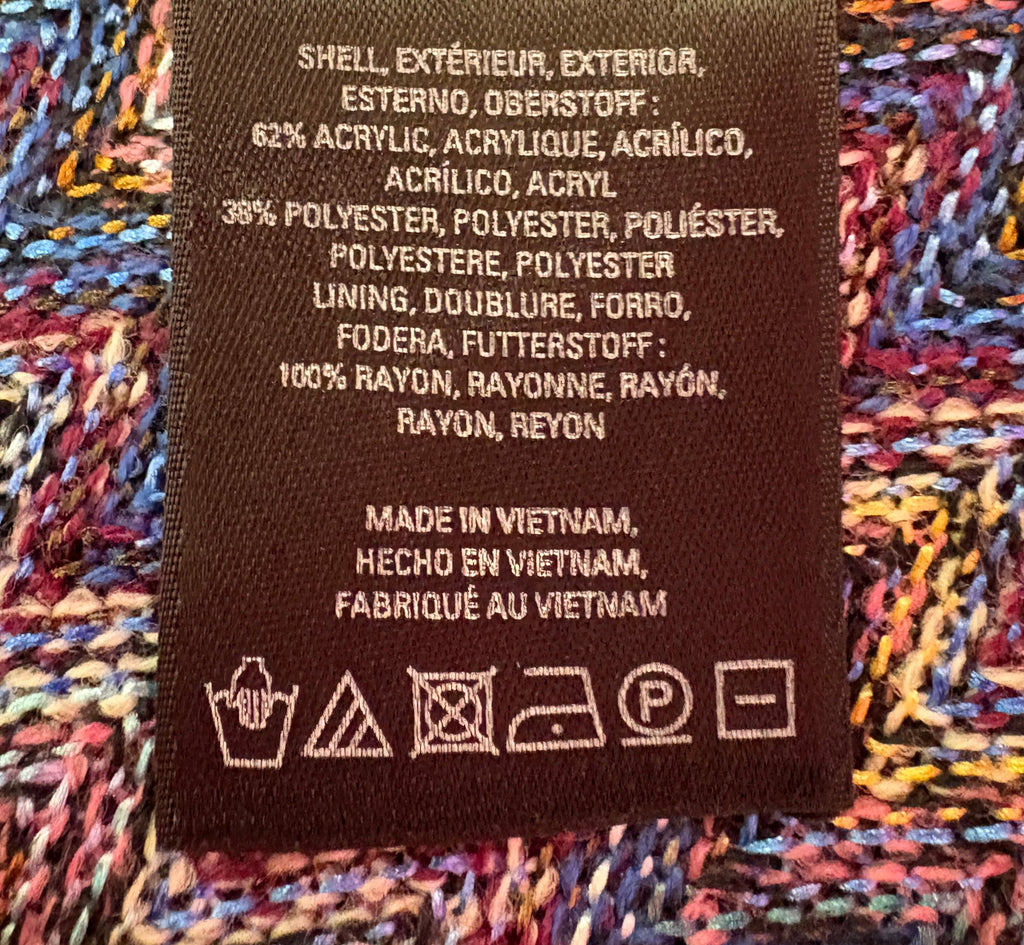 SHELL, EXTÉRIEUR, EXTERIOR,
ESTERNO, OBERSTOFF :
62% ACRYLIC, ACRYLIQUE, ACRÍLICO,
ACRÍLICO, ACRYL
38% POLYESTER, POLYESTER, POLIÉSTER,
POLYESTERE, POLYESTER
LINING, DOUBLURE, FORRO,
FODERA, FUTTERSTOFF :
100% RAYON, RAYONNE, RAYÓN,
RAYON, REYON
MADE IN VIETNAM,
HECHO EN VIETNAM,
FABRIQUÉ AU VIETNAM
P